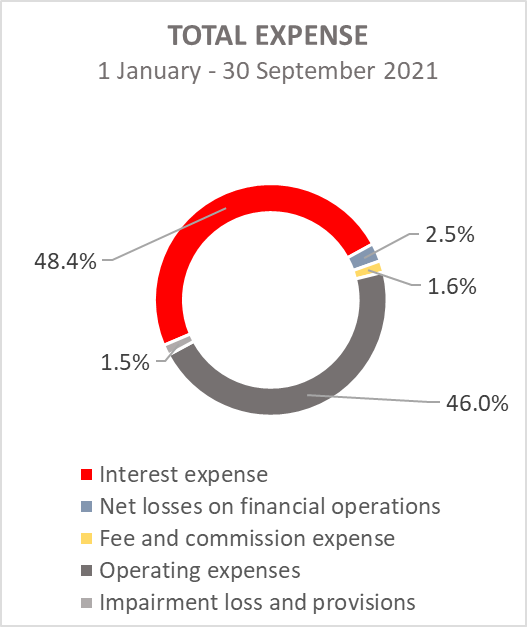 TOTAL EXPENSE
1 January - 30 September 2021
2.5%
48.4%
1.6%
1.5%
46.0%
Interest expense
Net losses on financial operations
Fee and commission expense
Operating expenses
Impairment loss and provisions